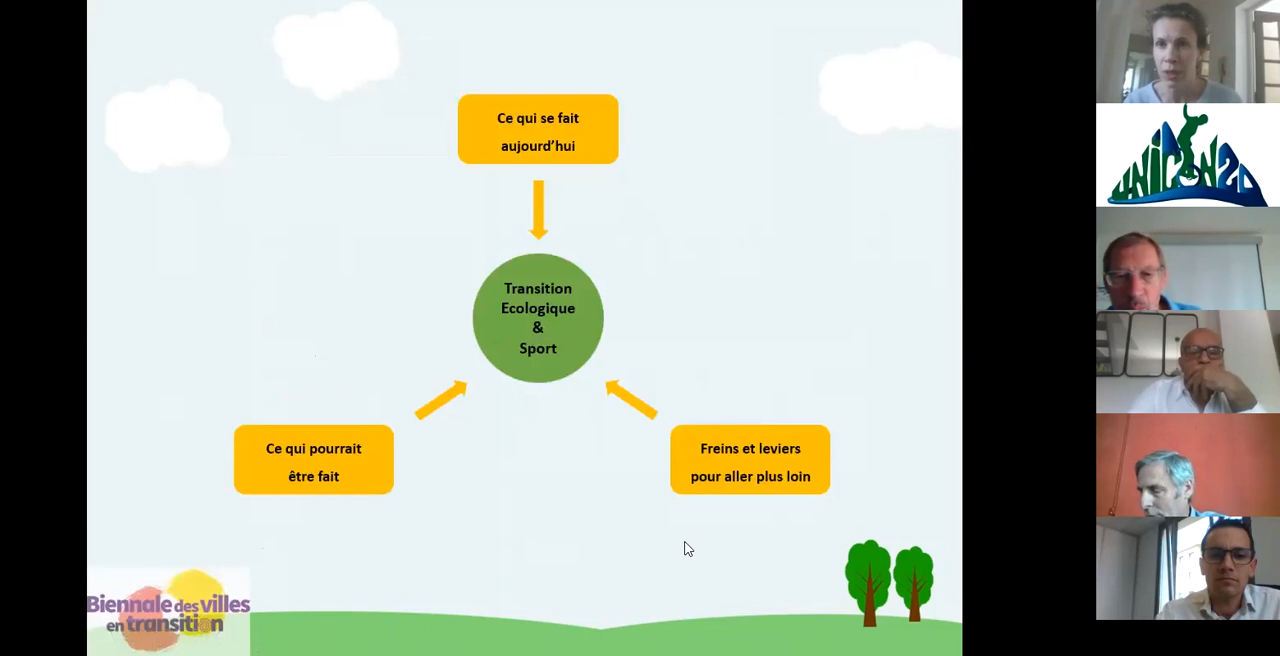 Ce qui se fait
aujourd'hui
Transition
Ecologique
&
Sport
Ce qui pourrait
être fait
Freins et leviers
pour aller plus loin
Biennale des villes
en transition
UNiCON20